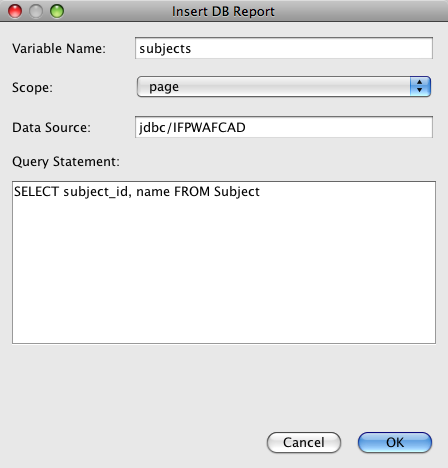 Insert DB Report
Variable Name: subjects
Scope: page
Data Source: jdbc/IFPWAFCAD
Query Statement:
SELECT subject_id, name FROM Subject
Cancel OK